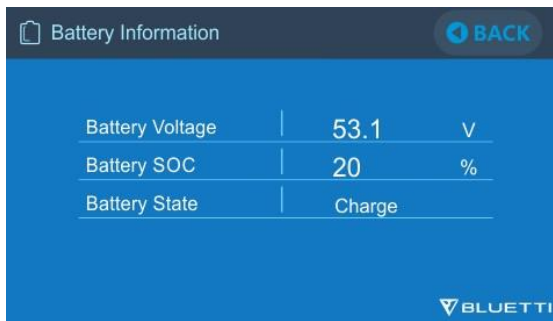 Battery Information
BACK
Battery Voltage 53.1 V
Battery SOC 20 %
Battery State Charge
BLUETTI